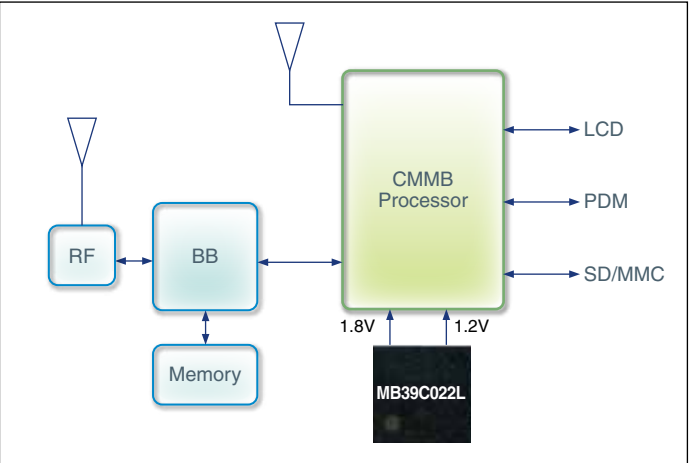 CMMB
Processor
LCD
PDM
SD/MMC
RF
BB
Memory
1.8V
1.2V
MB39C022L